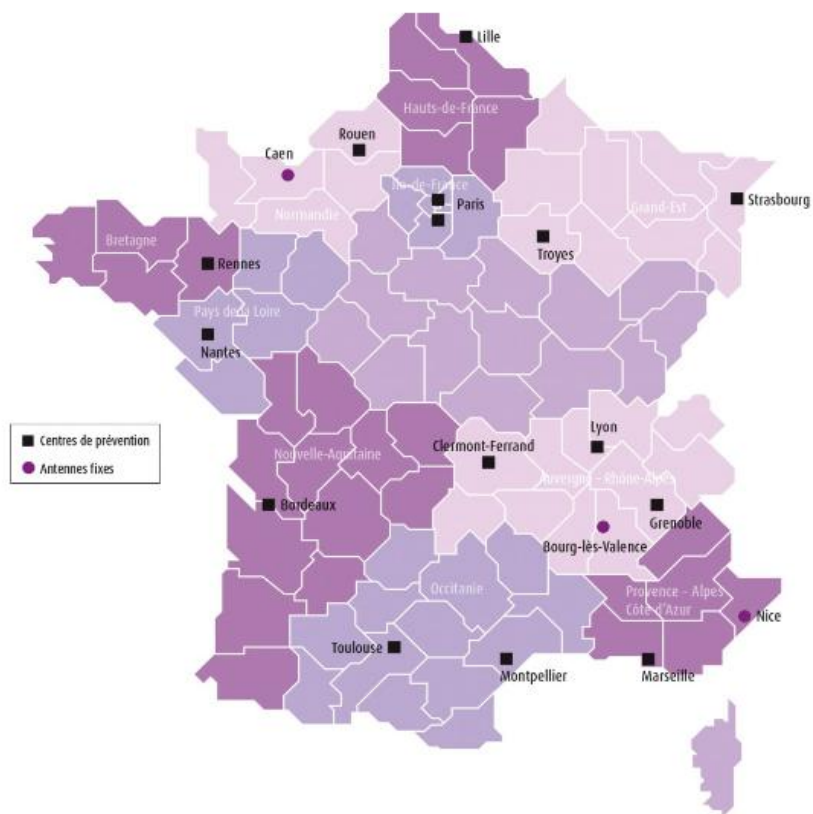 Lille
Hauts-de-France
Rouen
Caen
Île-de-France
Paris
Normandie
Strasbourg
Grand-Est
Troyes
Bretagne
Rennes
Pays de la Loire
Nantes
Centres de prévention
Antennes fixes
Nouvelle-Aquitaine
Bordeaux
Clermont-Ferrand
Lyon
Auvergne - Rhône-Alpes
Grenoble
Bourg-lès-Valence
Occitanie
Provence - Alpes
Côte d'Azur
Nice
Toulouse
Montpellier
Marseille